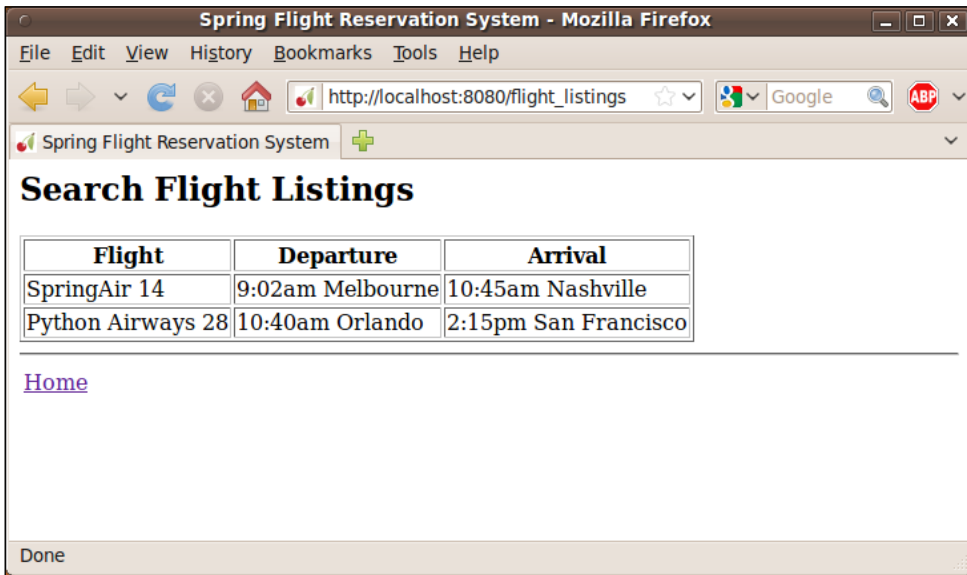 Spring Flight Reservation System - Mozilla Firefox
File Edit View History Bookmarks Tools Help
http://localhost:8080/flight_listings Google ABP
Spring Flight Reservation System
Search Flight Listings
Flight Departure Arrival
SpringAir 14 9:02am Melbourne 10:45am Nashville
Python Airways 28 10:40am Orlando 2:15pm San Francisco
Home
Done